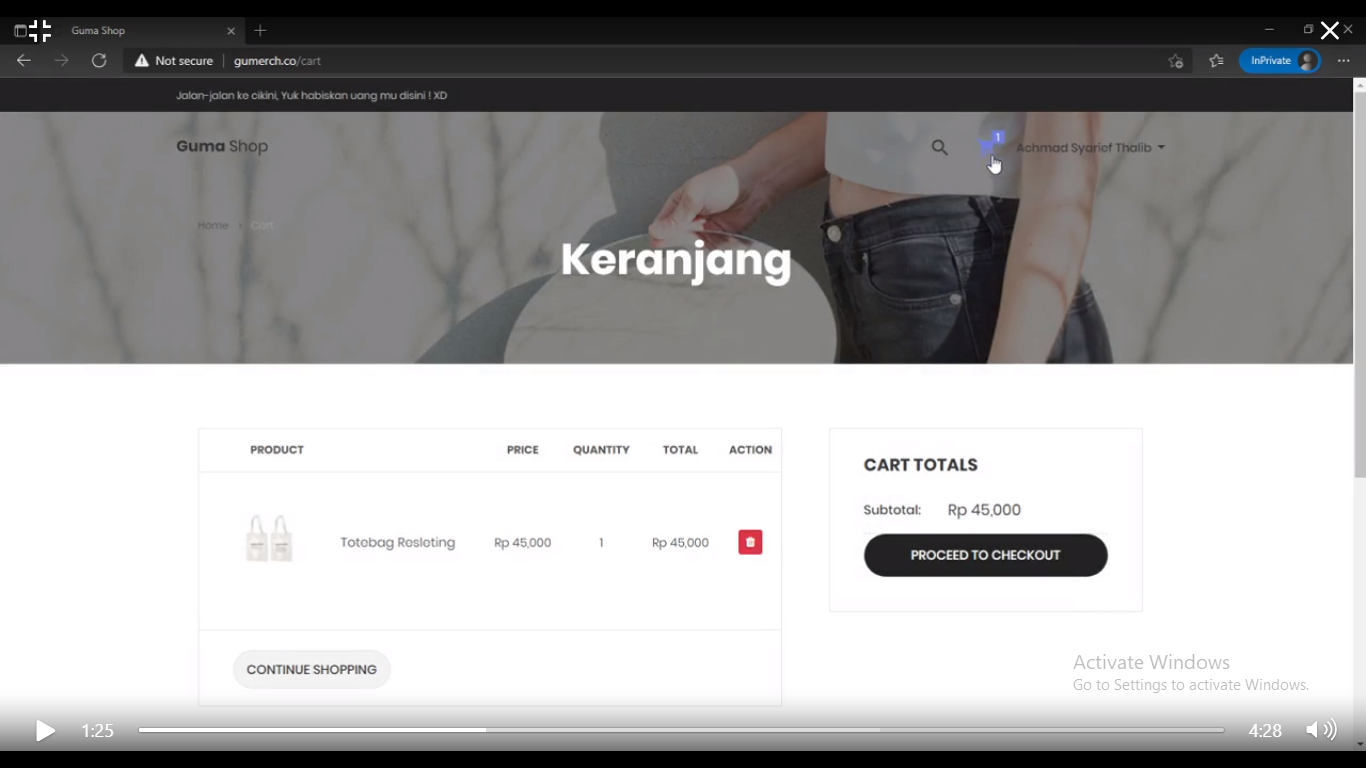 Guma Shop
Not secure
gumerch.co/cart
InPrivate
Jalan-jalan ke cikini, Yuk habiskan uang mu disini ! XD
Guma Shop
1
Achmad Syarief Thalib
Home › Cart
Keranjang
PRODUCT PRICE QUANTITY TOTAL ACTION
Totebag Resleting Rp 45,000 1 Rp 45,000
CONTINUE SHOPPING
CART TOTALS
Subtotal: Rp 45,000
PROCEED TO CHECKOUT
Activate Windows
Go to Settings to activate Windows.
1:25 4:28